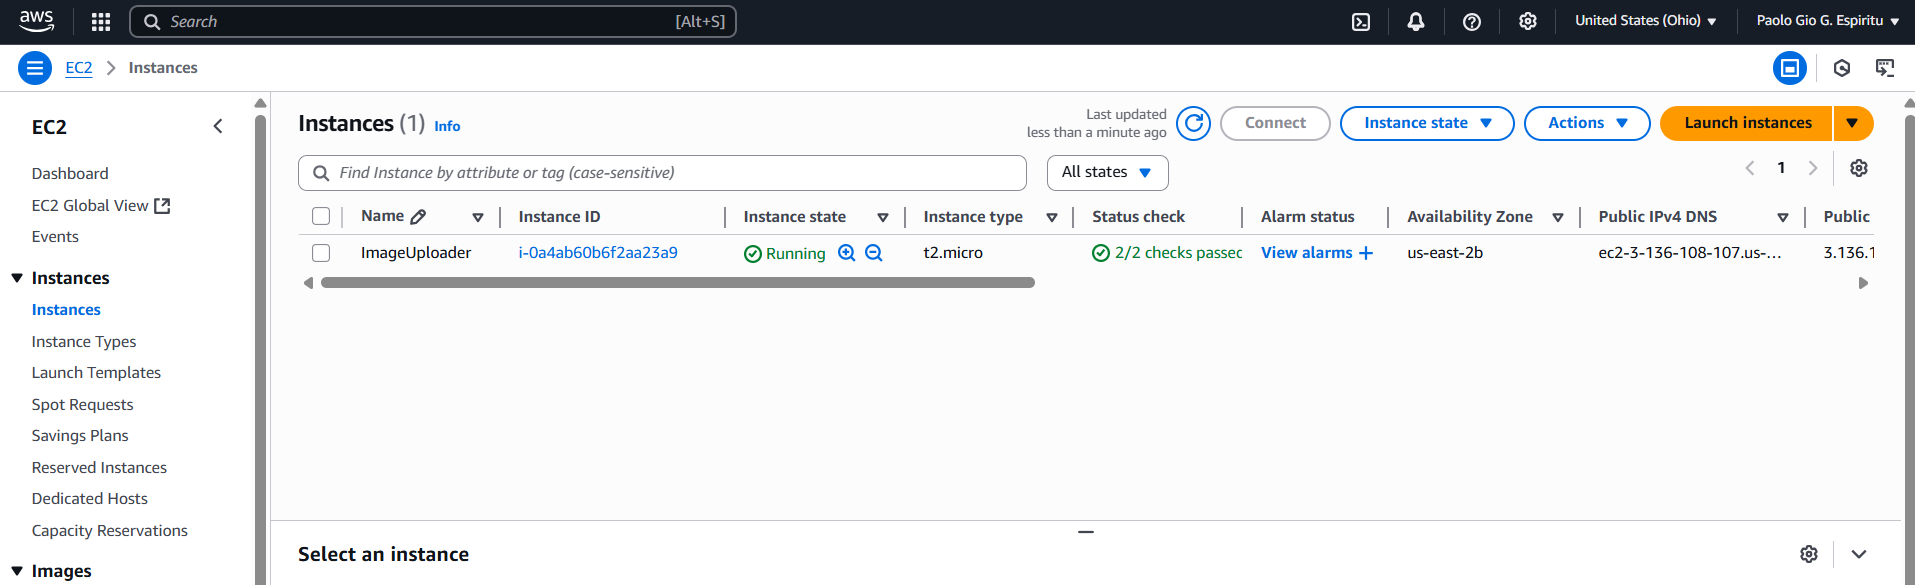 aws
Search [Alt+S]
United States (Ohio)
Paolo Gio G. Espiritu
EC2 Instances
EC2
Dashboard
EC2 Global View
Events
Instances
Instances
Instance Types
Launch Templates
Spot Requests
Savings Plans
Reserved Instances
Dedicated Hosts
Capacity Reservations
Images
Instances (1) Info
Last updated
less than a minute ago
Connect
Instance state
Actions
Launch instances
Find Instance by attribute or tag (case-sensitive)
All states
1
Name Instance ID Instance state Instance type Status check Alarm status Availability Zone Public IPv4 DNS Public
ImageUploader i-0a4ab60b6f2aa23a9 Running t2.micro 2/2 checks passec View alarms + us-east-2b ec2-3-136-108-107.us-... 3.136.1
Select an instance